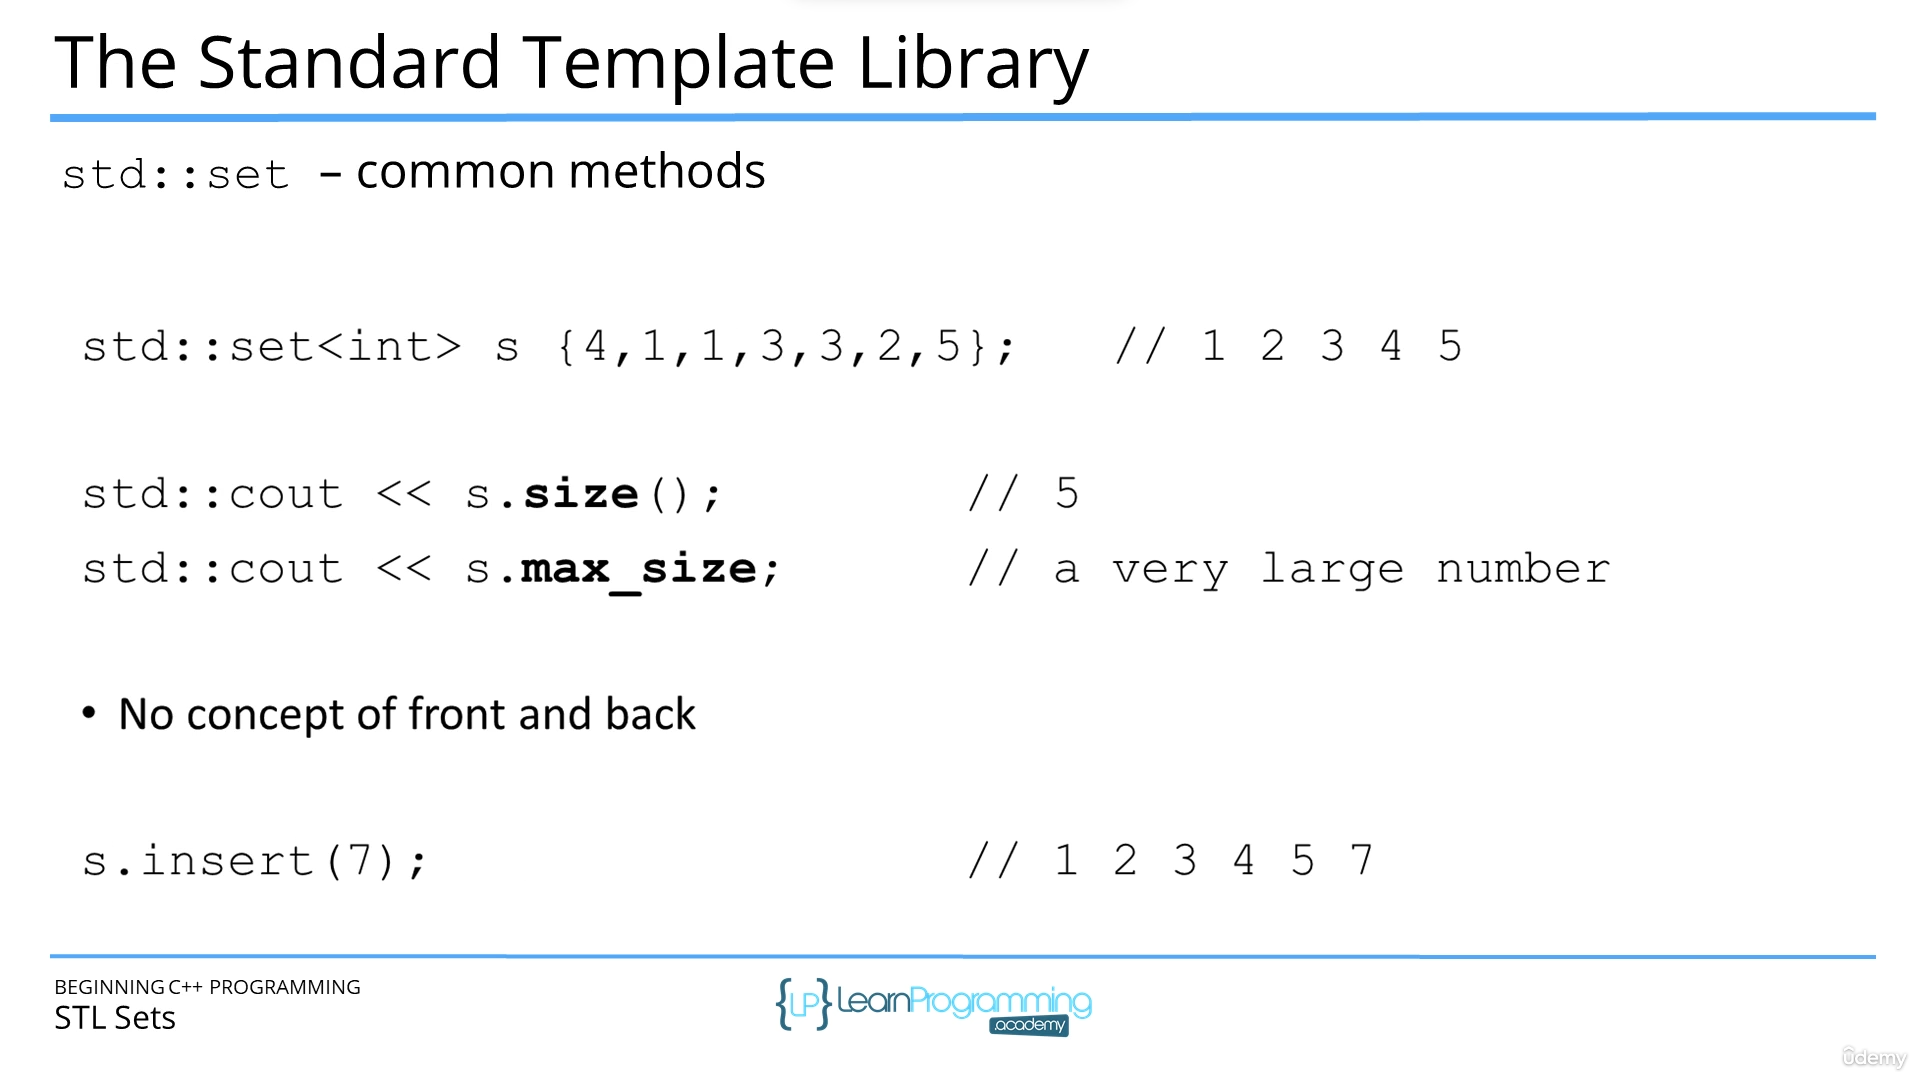 The Standard Template Library
std::set – common methods
std::set<int> s {4,1,1,3,3,2,5};   // 1 2 3 4 5
std::cout << s.size();        // 5
std::cout << s.max_size;      // a very large number
• No concept of front and back
s.insert(7);                  // 1 2 3 4 5 7
BEGINNING C++ PROGRAMMING
STL Sets
{LP} LearnProgramming
.academy
ûdemy